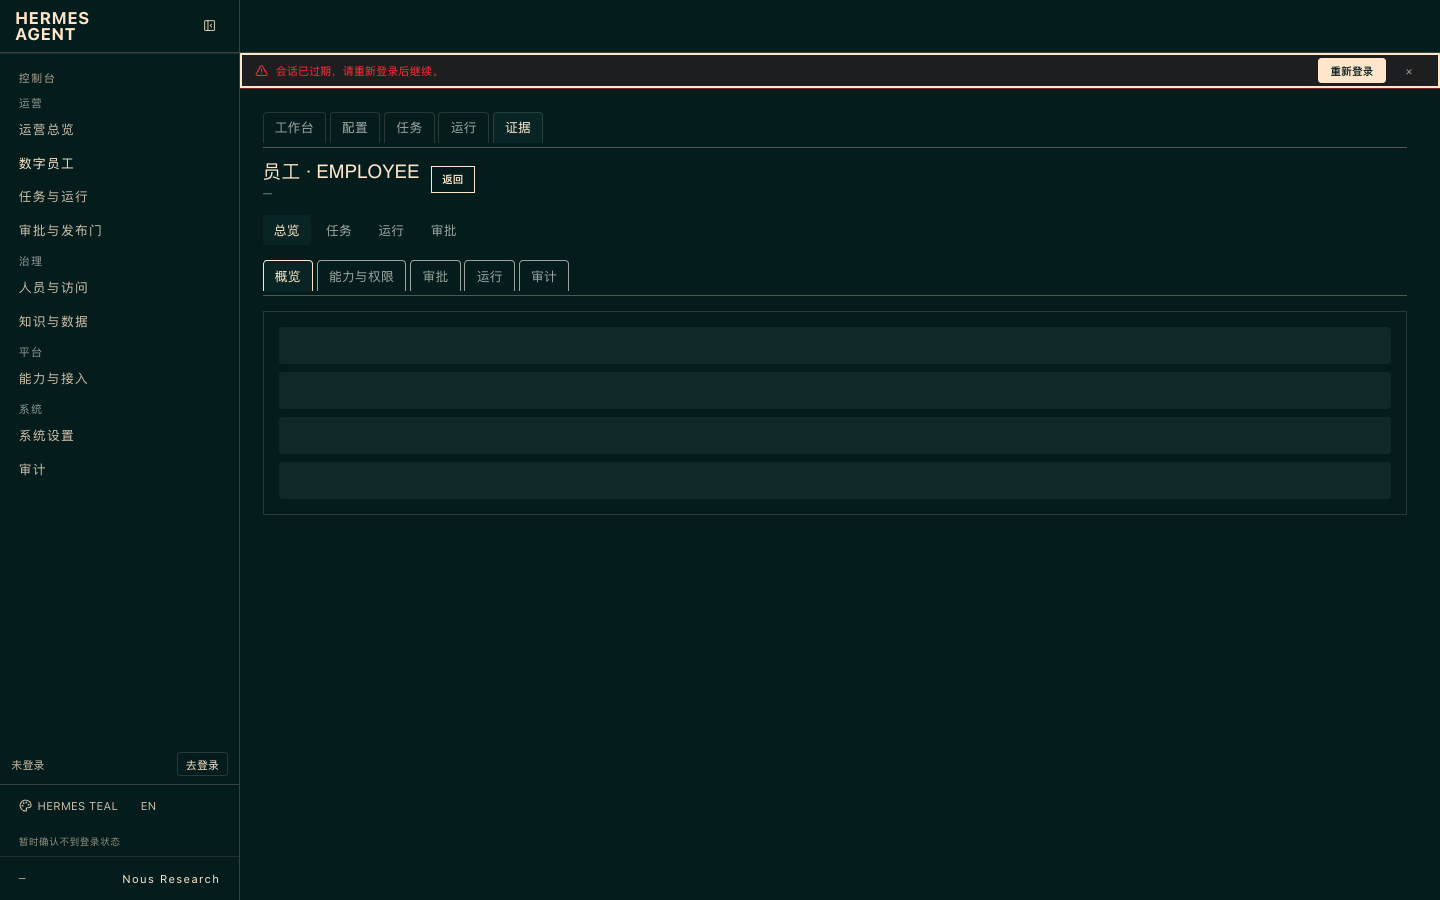 HERMES
AGENT
控制台
运营
运营总览
数字员工
任务与运行
审批与发布门
治理
人员与访问
知识与数据
平台
能力与接入
系统
系统设置
审计
未登录
去登录
HERMES TEAL
EN
暂时确认不到登录状态
—
Nous Research
会话已过期，请重新登录后继续。
重新登录
×
工作台
配置
任务
运行
证据
员工 · EMPLOYEE
返回
—
总览
任务
运行
审批
概览
能力与权限
审批
运行
审计